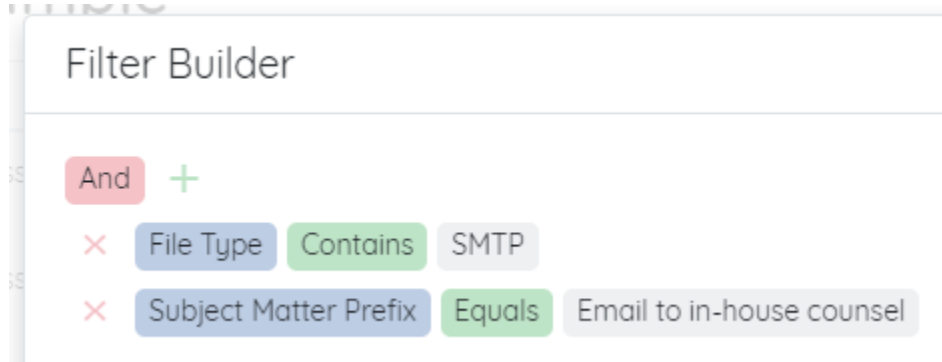 Filter Builder
And +
× File Type Contains SMTP
× Subject Matter Prefix Equals Email to in-house counsel